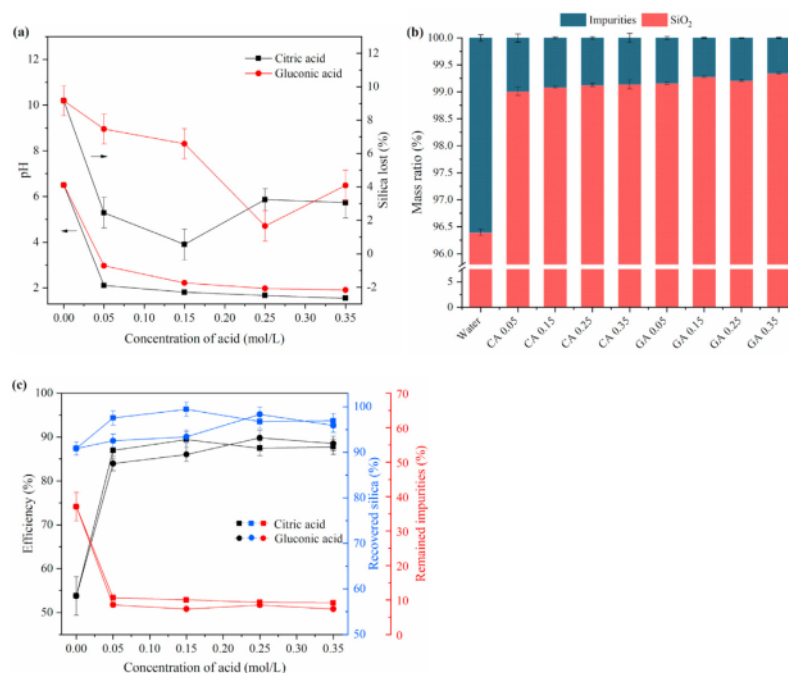 (a)
12
10
8
6
4
2
pH
12
10
8
6
4
2
0
-2
Silica lost (%)
Citric acid
Gluconic acid
0.00 0.05 0.10 0.15 0.20 0.25 0.30 0.35
Concentration of acid (mol/L)
(b)
Impurities SiO2
100.0
99.5
99.0
98.5
98.0
97.5
97.0
96.5
96.0
5
0
Mass ratio (%)
Water CA 0.05 CA 0.15 CA 0.25 CA 0.35 GA 0.05 GA 0.15 GA 0.25 GA 0.35
(c)
100
90
80
70
60
50
Efficiency (%)
100
90
80
70
60
50
Recovered silica (%)
70
60
50
40
30
20
10
0
Remained impurities (%)
Citric acid
Gluconic acid
0.00 0.05 0.10 0.15 0.20 0.25 0.30 0.35
Concentration of acid (mol/L)